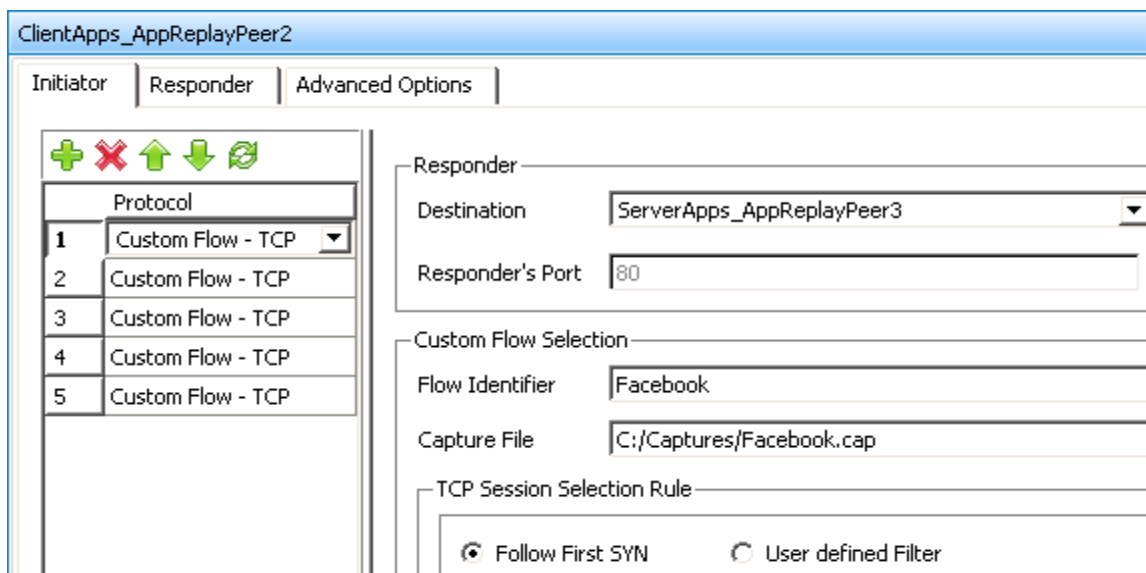 ClientApps_AppReplayPeer2
Initiator Responder Advanced Options
Protocol
1 Custom Flow - TCP
2 Custom Flow - TCP
3 Custom Flow - TCP
4 Custom Flow - TCP
5 Custom Flow - TCP
Responder
Destination ServerApps_AppReplayPeer3
Responder's Port 80
Custom Flow Selection
Flow Identifier Facebook
Capture File C:/Captures/Facebook.cap
TCP Session Selection Rule
Follow First SYN User defined Filter